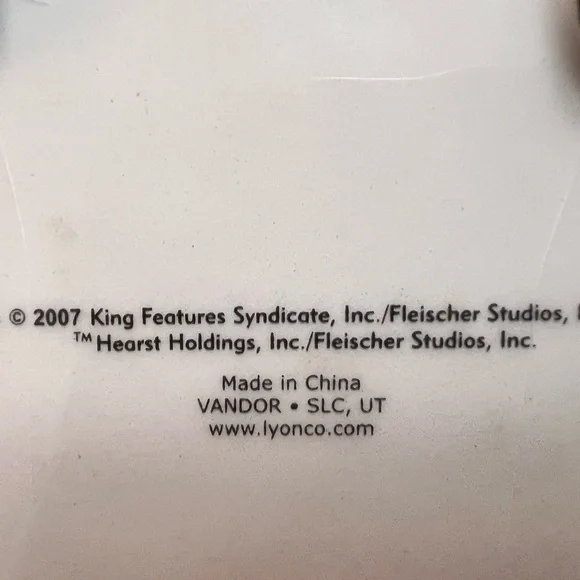 © 2007 King Features Syndicate, Inc./Fleischer Studios,
™ Hearst Holdings, Inc./Fleischer Studios, Inc.
Made in China
VANDOR • SLC, UT
www.lyonco.com